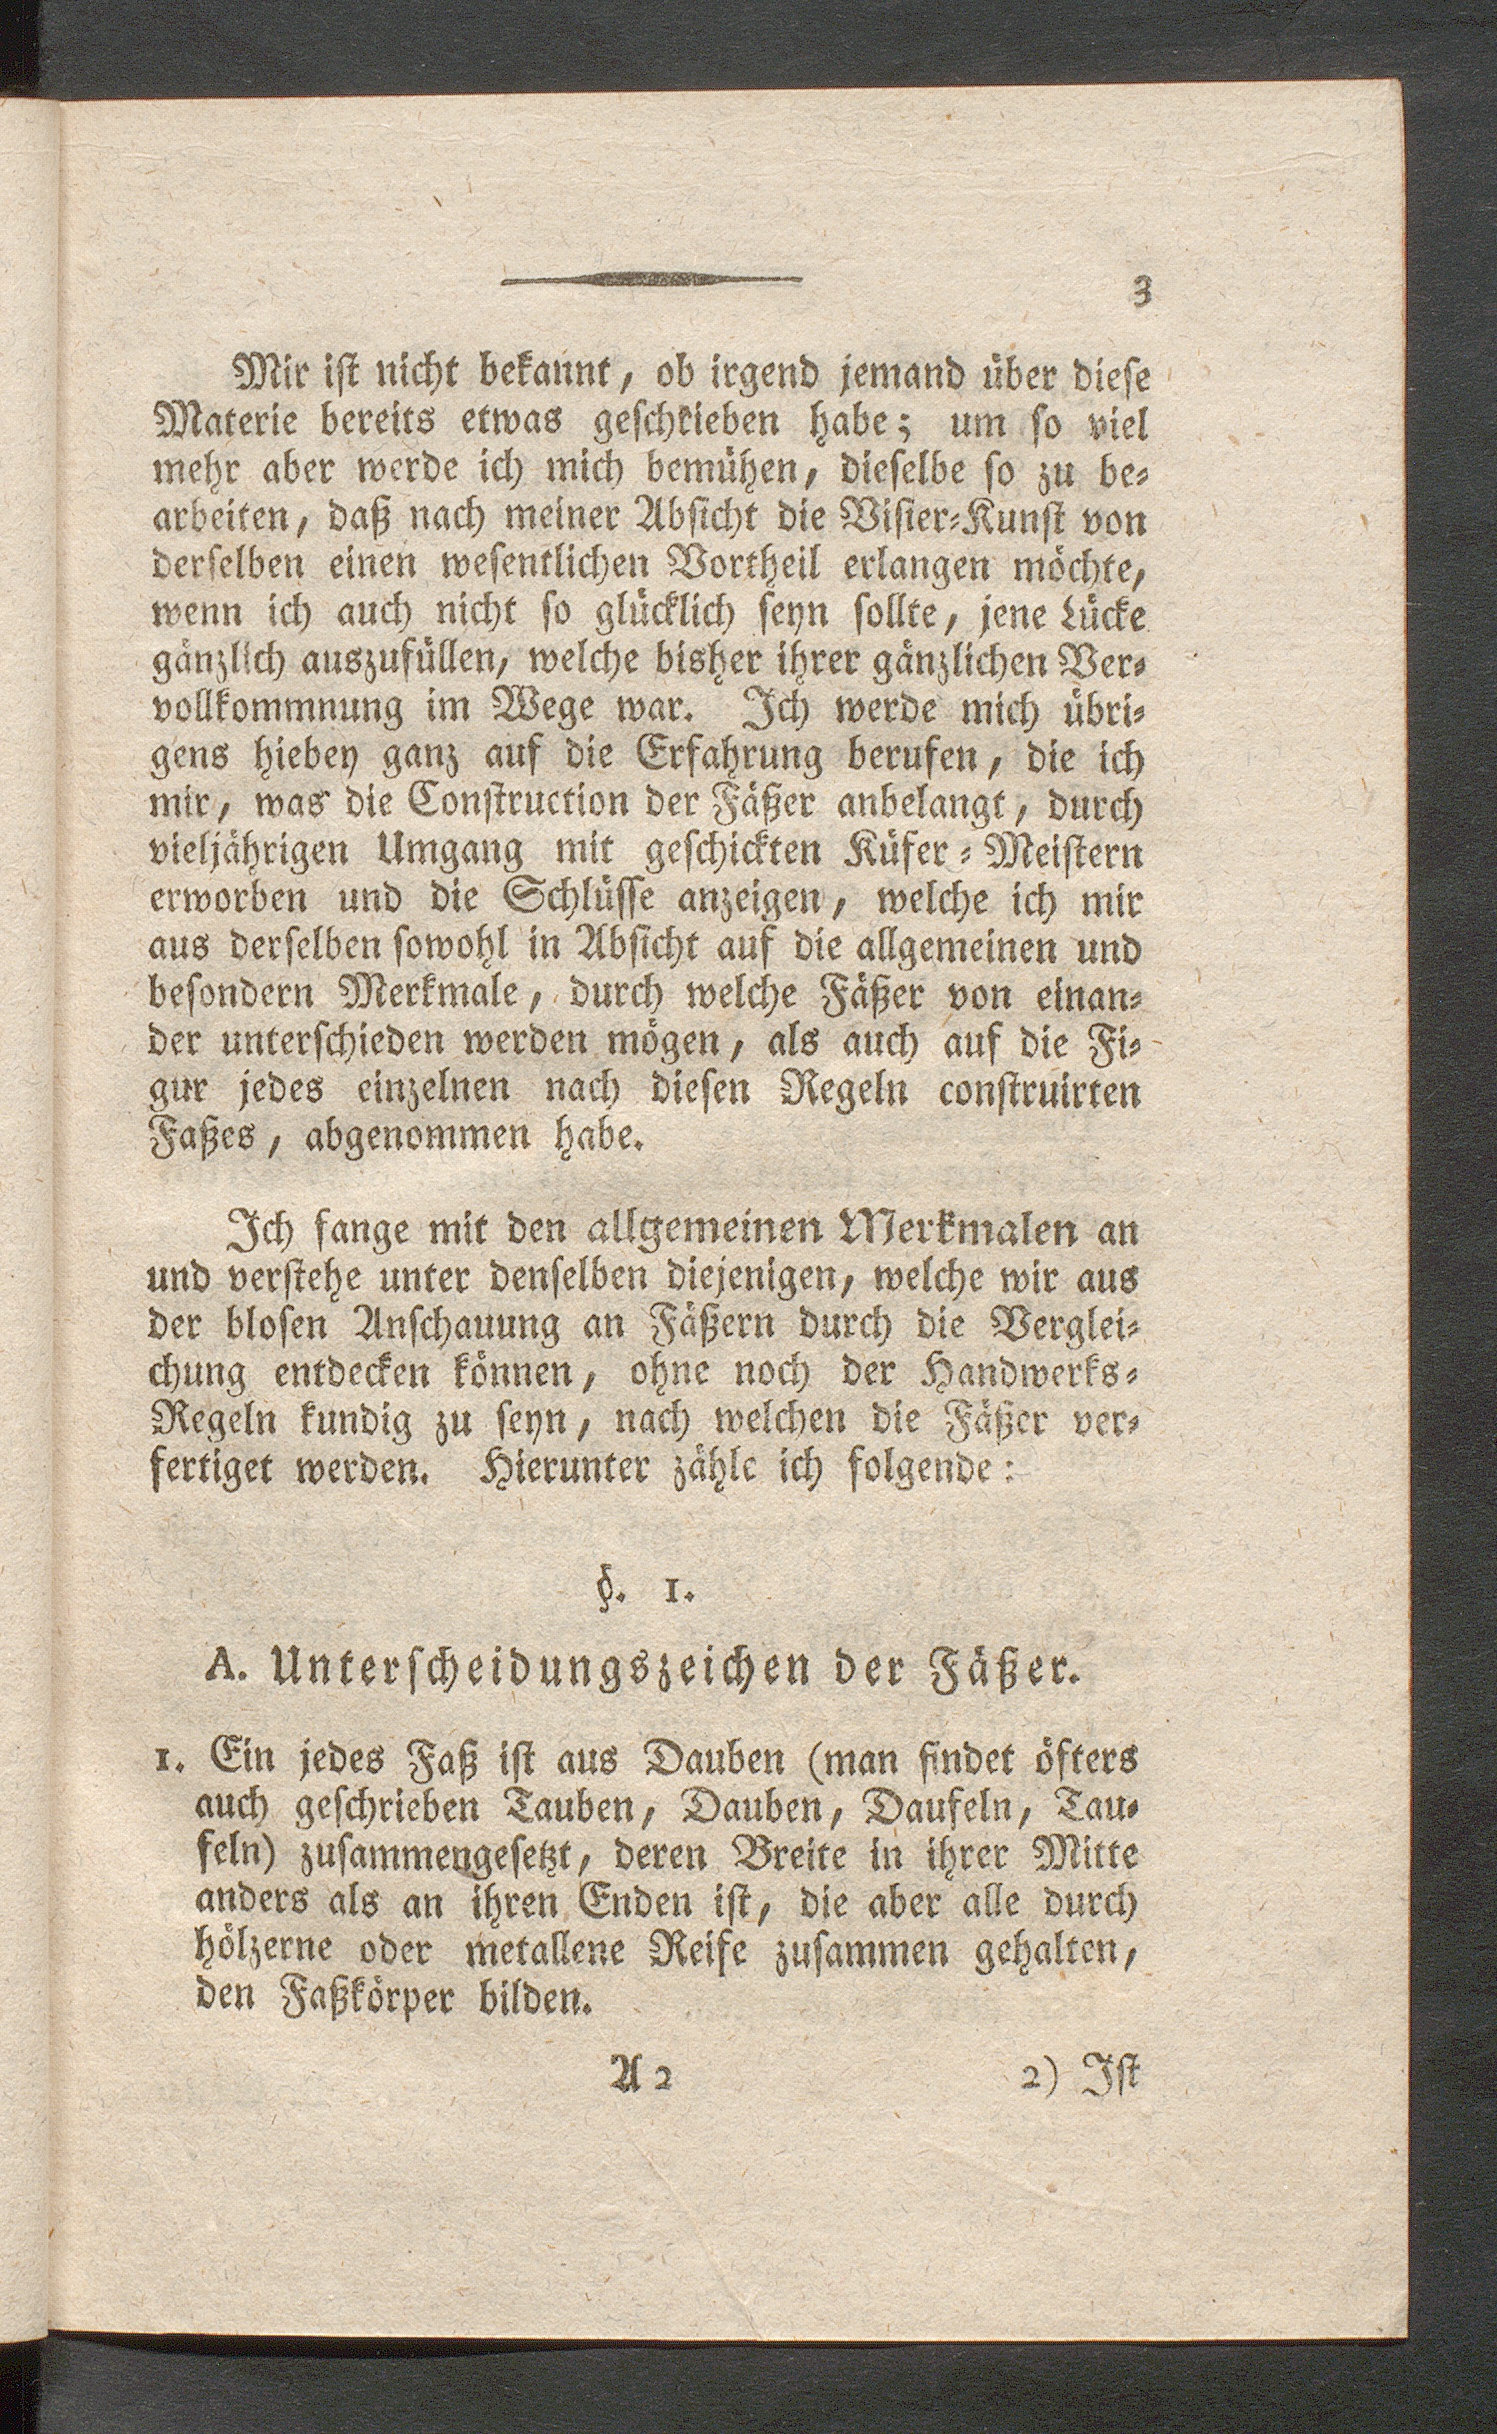 3
Mir ist nicht bekannt, ob irgend jemand über diese
Materie bereits etwas geschrieben habe; um so viel
mehr aber werde ich mich bemühen, dieselbe so zu be-
arbeiten, daß nach meiner Absicht die Visier-Kunst von
derselben einen wesentlichen Vortheil erlangen möchte,
wenn ich auch nicht so glücklich seyn sollte, jene Lücke
gänzlich auszufüllen, welche bisher ihrer gänzlichen Ver-
vollkommnung im Wege war. Ich werde mich übri-
gens hiebey ganz auf die Erfahrung berufen, die ich
mir, was die Construction der Fäßer anbelangt, durch
vieljährigen Umgang mit geschickten Küfer-Meistern
erworben und die Schlüsse anzeigen, welche ich mir
aus derselben sowohl in Absicht auf die allgemeinen und
besondern Merkmale, durch welche Fäßer von einan-
der unterschieden werden mögen, als auch auf die Fi-
gur jedes einzelnen nach diesen Regeln construirten
Faßes, abgenommen habe.
Ich fange mit den allgemeinen Merkmalen an
und verstehe unter denselben diejenigen, welche wir aus
der blosen Anschauung an Fäßern durch die Verglei-
chung entdecken können, ohne noch der Handwerks-
Regeln kundig zu seyn, nach welchen die Fäßer ver-
fertiget werden. Hierunter zähle ich folgende:
§. 1.
A. Unterscheidungszeichen der Fäßer.
1. Ein jedes Faß ist aus Dauben (man findet öfters
auch geschrieben Tauben, Dauben, Daufeln, Tau-
feln) zusammengesetzt, deren Breite in ihrer Mitte
anders als an ihren Enden ist, die aber alle durch
hölzerne oder metallene Reife zusammen gehalten,
den Faßkörper bilden.
A 2 2) Ist